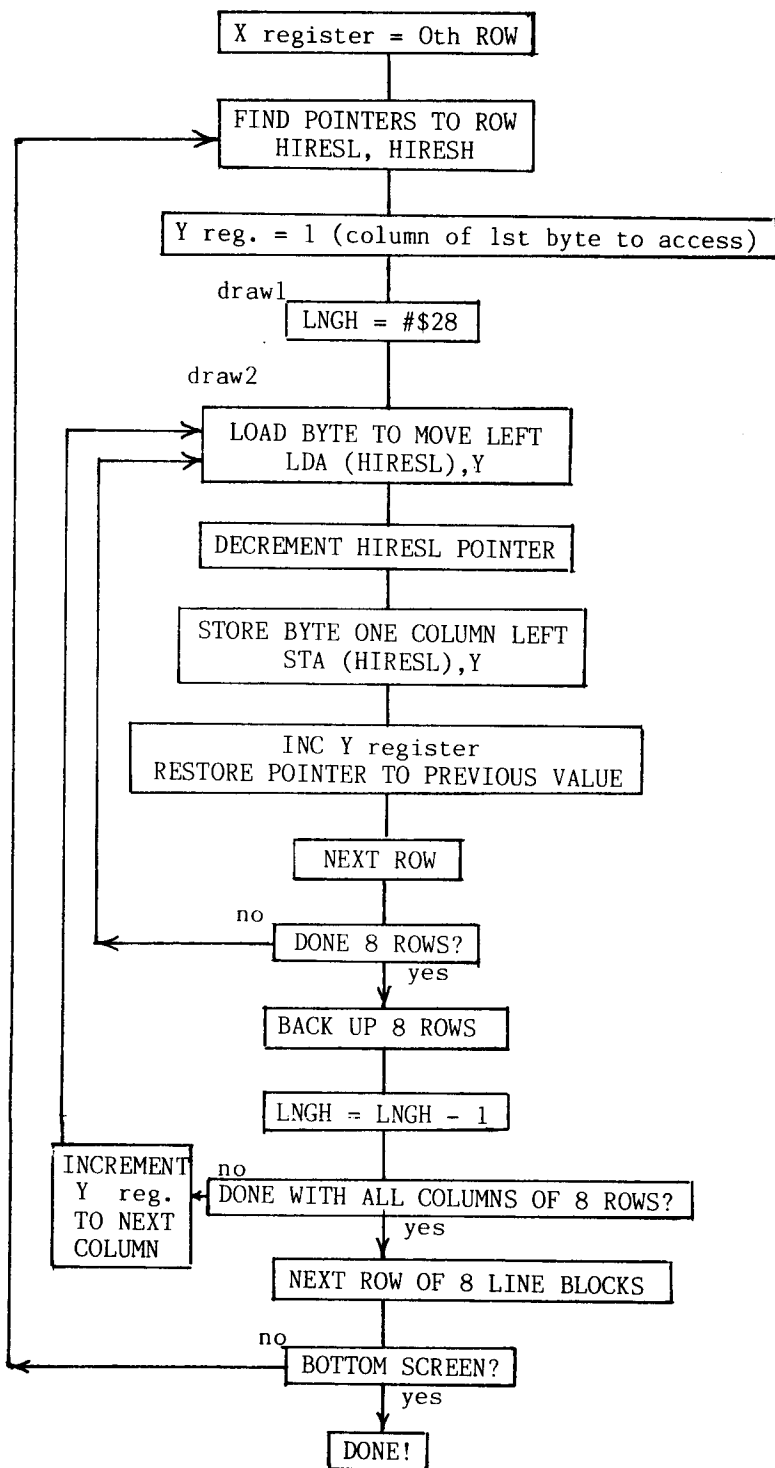 X register = 0th ROW
FIND POINTERS TO ROW
HIRESL, HIRESH
Y reg. = 1 (column of 1st byte to access)
draw1
LNGH = #$28
draw2
LOAD BYTE TO MOVE LEFT
LDA (HIRESL),Y
DECREMENT HIRESL POINTER
STORE BYTE ONE COLUMN LEFT
STA (HIRESL),Y
INC Y register
RESTORE POINTER TO PREVIOUS VALUE
NEXT ROW
no
DONE 8 ROWS?
yes
BACK UP 8 ROWS
LNGH = LNGH - 1
INCREMENT
Y reg.
TO NEXT
COLUMN
no
DONE WITH ALL COLUMNS OF 8 ROWS?
yes
NEXT ROW OF 8 LINE BLOCKS
no
BOTTOM SCREEN?
yes
DONE!